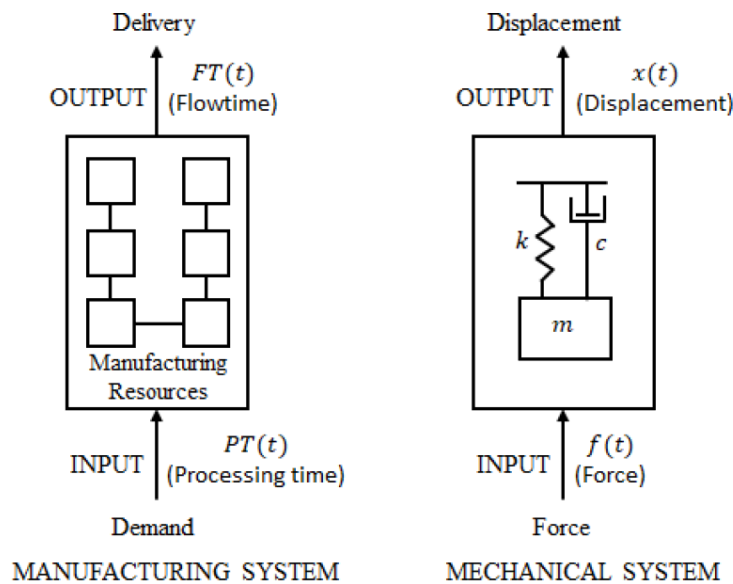 Delivery
OUTPUT
FT(t)
(Flowtime)
Manufacturing
Resources
INPUT
PT(t)
(Processing time)
Demand
MANUFACTURING SYSTEM
Displacement
OUTPUT
x(t)
(Displacement)
k
c
m
INPUT
f(t)
(Force)
Force
MECHANICAL SYSTEM